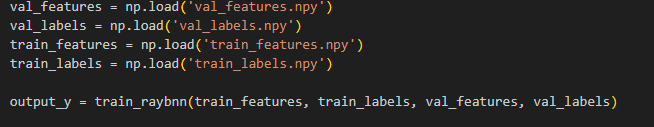 val_features = np.load('val_features.npy')
val_labels = np.load('val_labels.npy')
train_features = np.load('train_features.npy')
train_labels = np.load('train_labels.npy')
output_y = train_raybnn(train_features, train_labels, val_features, val_labels)